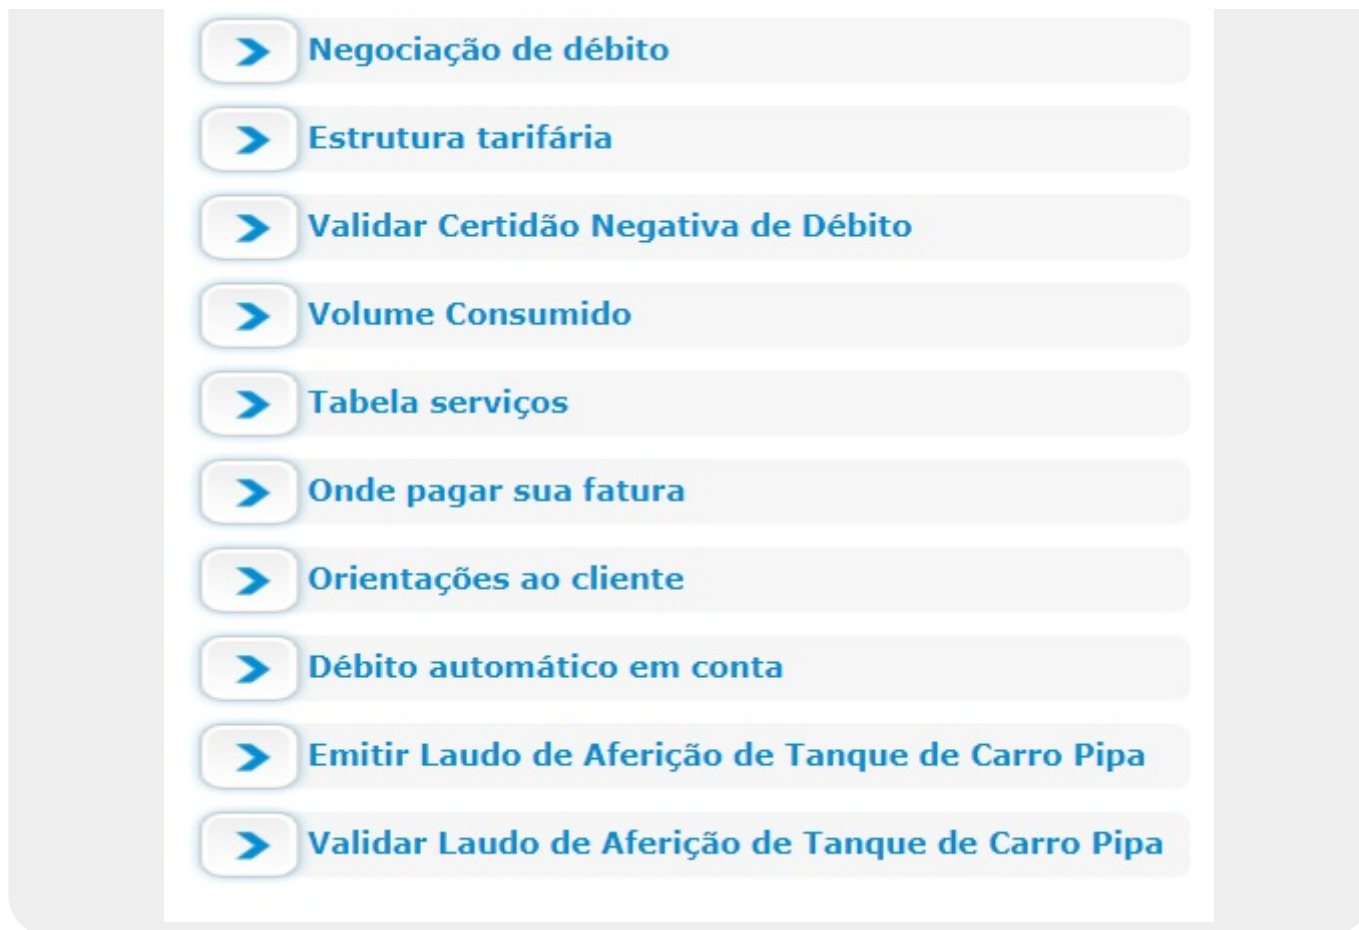 Negociação de débito
Estrutura tarifária
Validar Certidão Negativa de Débito
Volume Consumido
Tabela serviços
Onde pagar sua fatura
Orientações ao cliente
Débito automático em conta
Emitir Laudo de Aferição de Tanque de Carro Pipa
Validar Laudo de Aferição de Tanque de Carro Pipa